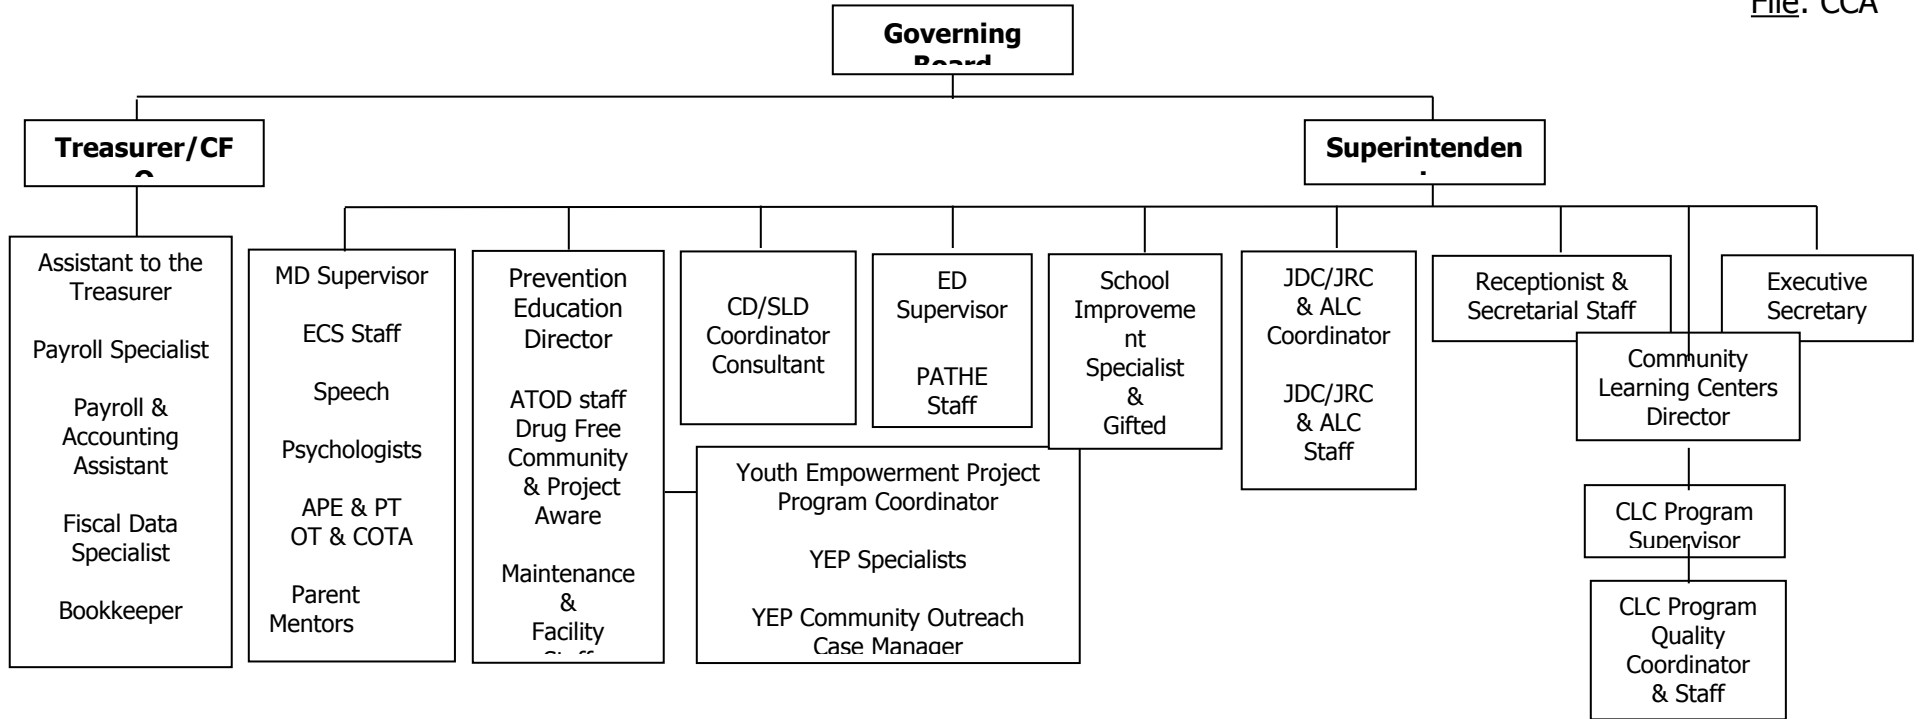 File: CCA
Governing
Board
Treasurer/CF
O
Superintenden
Assistant to the
Treasurer
Payroll Specialist
Payroll &
Accounting
Assistant
Fiscal Data
Specialist
Bookkeeper
MD Supervisor
ECS Staff
Speech
Psychologists
APE & PT
OT & COTA
Parent
Mentors
Prevention
Education
Director
ATOD staff
Drug Free
Community
& Project
Aware
Maintenance
&
Facility
Staff
CD/SLD
Coordinator
Consultant
ED
Supervisor
PATHE
Staff
School
Improveme
nt
Specialist
&
Gifted
JDC/JRC
& ALC
Coordinator
JDC/JRC
& ALC
Staff
Receptionist &
Secretarial Staff
Executive
Secretary
Community
Learning Centers
Director
Youth Empowerment Project
Program Coordinator
YEP Specialists
YEP Community Outreach
Case Manager
CLC Program
Supervisor
CLC Program
Quality
Coordinator
& Staff